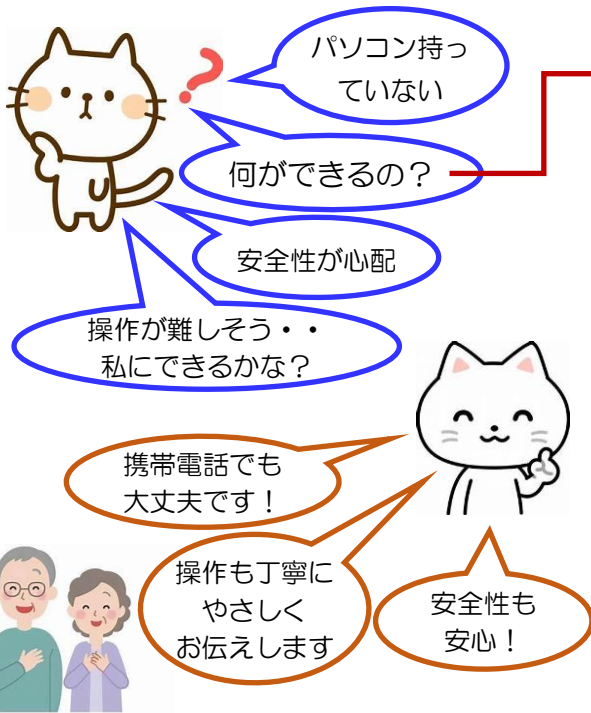 パソコン持っ
ていない
何ができるの？
安全性が心配
操作が難しそう・・
私にできるかな？
携帯電話でも
大丈夫です！
操作も丁寧に
やさしく
お伝えします
安全性も
安心！